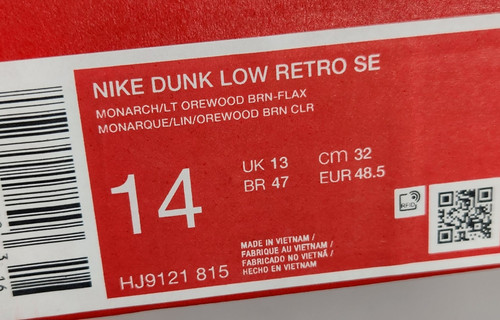 NIKE DUNK LOW RETRO SE
MONARCH/LT OREWOOD BRN-FLAX
MONARQUE/LIN/OREWOOD BRN CLR
14
UK 13 cm 32
BR 47 EUR 48.5
MADE IN VIETNAM /
FABRIQUE AU VIETNAM /
FABRICADO NO VIETNÃ /
HECHO EN VIETNAM
HJ9121 815
RFID